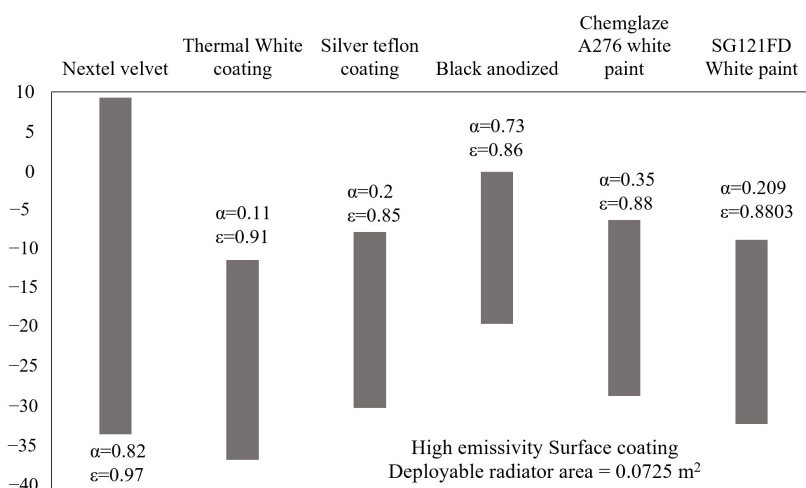 Nextel velvet
Thermal White
coating
Silver teflon
coating
Black anodized
Chemglaze
A276 white
paint
SG121FD
White paint
10
5
0
−5
−10
−15
−20
−25
−30
−35
−40
α=0.82
ε=0.97
α=0.11
ε=0.91
α=0.2
ε=0.85
α=0.73
ε=0.86
α=0.35
ε=0.88
α=0.209
ε=0.8803
High emissivity Surface coating
Deployable radiator area = 0.0725 m²